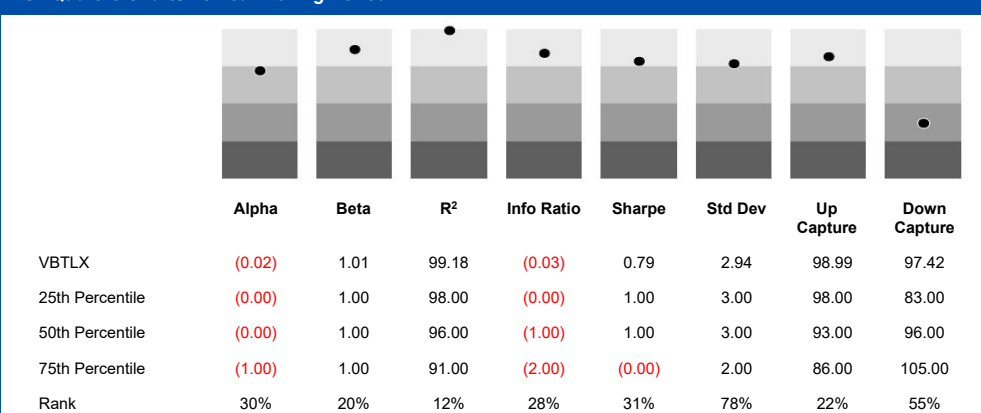 Alpha Beta R² Info Ratio Sharpe Std Dev Up Capture Down Capture
VBTLX (0.02) 1.01 99.18 (0.03) 0.79 2.94 98.99 97.42
25th Percentile (0.00) 1.00 98.00 (0.00) 1.00 3.00 98.00 83.00
50th Percentile (0.00) 1.00 96.00 (1.00) 1.00 3.00 93.00 96.00
75th Percentile (1.00) 1.00 91.00 (2.00) (0.00) 2.00 86.00 105.00
Rank 30% 20% 12% 28% 31% 78% 22% 55%